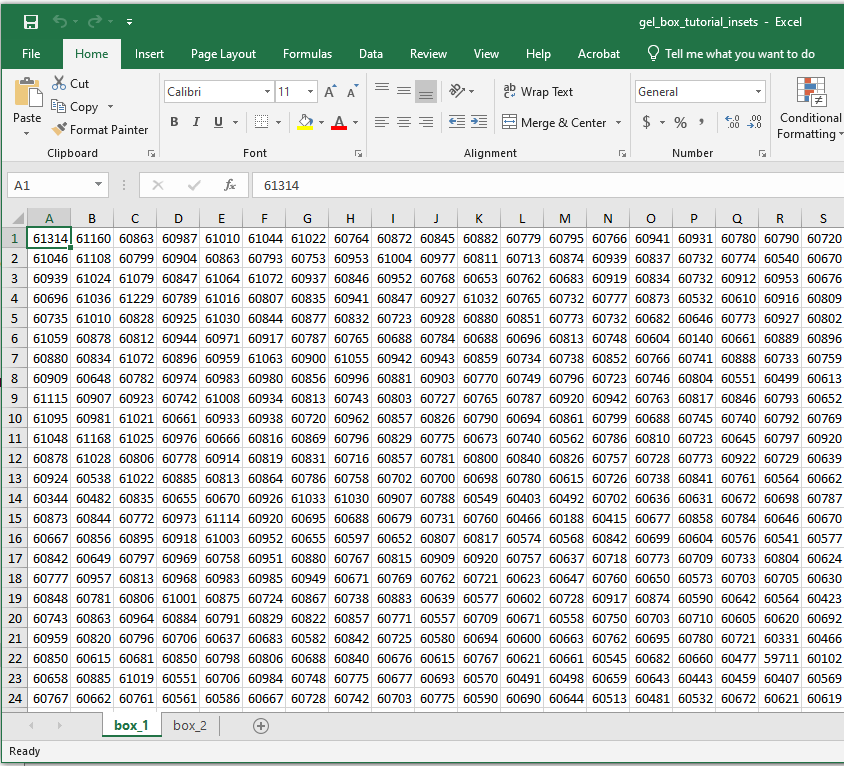 gel_box_tutorial_insets - Excel
File Home Insert Page Layout Formulas Data Review View Help Acrobat Tell me what you want to do
Paste
Cut
Copy
Format Painter
Clipboard
Calibri 11 A A
B I U A
Font
ab Wrap Text
Merge & Center
Alignment
General
$ % , .00
Number
Conditional
Formatting
A1 fx 61314
A B C D E F G H I J K L M N O P Q R S
1 61314 61160 60863 60987 61010 61044 61022 60764 60872 60845 60882 60779 60795 60766 60941 60931 60780 60790 60720
2 61046 61108 60799 60904 60863 60793 60753 60953 61004 60977 60811 60713 60874 60939 60837 60732 60774 60540 60670
3 60939 61024 61079 60847 61064 61072 60937 60846 60952 60768 60653 60762 60683 60919 60834 60732 60912 60953 60676
4 60696 61036 61229 60789 61016 60807 60835 60941 60847 60927 61032 60765 60732 60777 60873 60532 60610 60916 60809
5 60735 61010 60828 60925 61030 60844 60877 60832 60723 60928 60880 60851 60773 60732 60682 60646 60773 60927 60802
6 61059 60878 60812 60944 60971 60917 60787 60765 60688 60784 60688 60696 60813 60748 60604 60140 60661 60889 60896
7 60880 60834 61072 60896 60959 61063 60900 61055 60942 60943 60859 60734 60738 60852 60766 60741 60888 60733 60759
8 60909 60648 60782 60974 60983 60980 60856 60996 60881 60903 60770 60749 60796 60723 60746 60804 60551 60499 60613
9 61115 60907 60923 60742 61008 60934 60813 60743 60803 60727 60765 60787 60920 60942 60763 60817 60846 60793 60652
10 61095 60981 61021 60661 60933 60938 60720 60962 60857 60826 60790 60694 60861 60799 60688 60745 60740 60792 60769
11 61048 61168 61025 60976 60666 60816 60869 60796 60829 60775 60673 60740 60562 60786 60810 60723 60645 60797 60920
12 60878 61028 60806 60778 60914 60819 60831 60716 60857 60781 60800 60840 60826 60757 60728 60773 60922 60729 60639
13 60924 60538 61022 60885 60813 60864 60786 60758 60702 60700 60698 60780 60615 60726 60738 60841 60761 60564 60662
14 60344 60482 60835 60655 60670 60926 61033 61030 60907 60788 60549 60403 60492 60702 60636 60631 60672 60698 60787
15 60873 60844 60772 60973 61114 60920 60695 60688 60679 60731 60760 60466 60188 60415 60677 60858 60784 60646 60670
16 60667 60856 60895 60918 61003 60952 60655 60597 60652 60807 60817 60574 60568 60842 60699 60604 60576 60541 60577
17 60842 60649 60797 60969 60758 60951 60880 60767 60815 60909 60920 60757 60637 60718 60773 60709 60733 60804 60624
18 60777 60957 60813 60968 60983 60985 60949 60671 60769 60762 60721 60623 60647 60760 60650 60573 60703 60705 60630
19 60848 60781 60806 61001 60875 60724 60867 60738 60883 60639 60577 60602 60728 60917 60874 60590 60642 60564 60423
20 60743 60863 60964 60884 60791 60829 60822 60857 60771 60557 60709 60671 60558 60750 60703 60710 60605 60620 60692
21 60959 60820 60796 60706 60637 60683 60582 60842 60725 60580 60694 60600 60663 60762 60695 60780 60721 60331 60466
22 60850 60615 60681 60850 60798 60806 60688 60840 60676 60615 60767 60621 60661 60545 60682 60660 60477 59711 60102
23 60658 60885 61019 60551 60706 60984 60748 60775 60677 60693 60570 60491 60498 60659 60643 60443 60459 60407 60569
24 60767 60662 60761 60561 60586 60667 60728 60742 60703 60775 60590 60690 60644 60513 60481 60532 60672 60621 60619
box_1 box_2
Ready